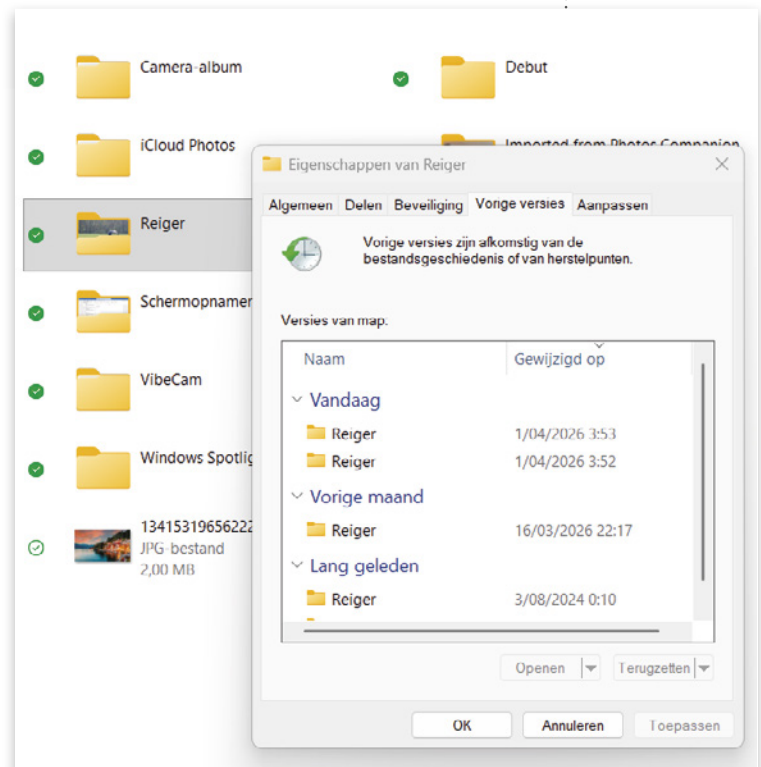 Camera-album
Debut
iCloud Photos
Imported from Photos Companion
Reiger
Schermopnamen
VibeCam
Windows Spotlig
13415319656222
JPG-bestand
2,00 MB
Eigenschappen van Reiger
Algemeen Delen Beveiliging Vorige versies Aanpassen
Vorige versies zijn afkomstig van de
bestandsgeschiedenis of van herstelpunten.
Versies van map:
Naam Gewijzigd op
Vandaag
Reiger 1/04/2026 3:53
Reiger 1/04/2026 3:52
Vorige maand
Reiger 16/03/2026 22:17
Lang geleden
Reiger 3/08/2024 0:10
Openen Terugzetten
OK Annuleren Toepassen